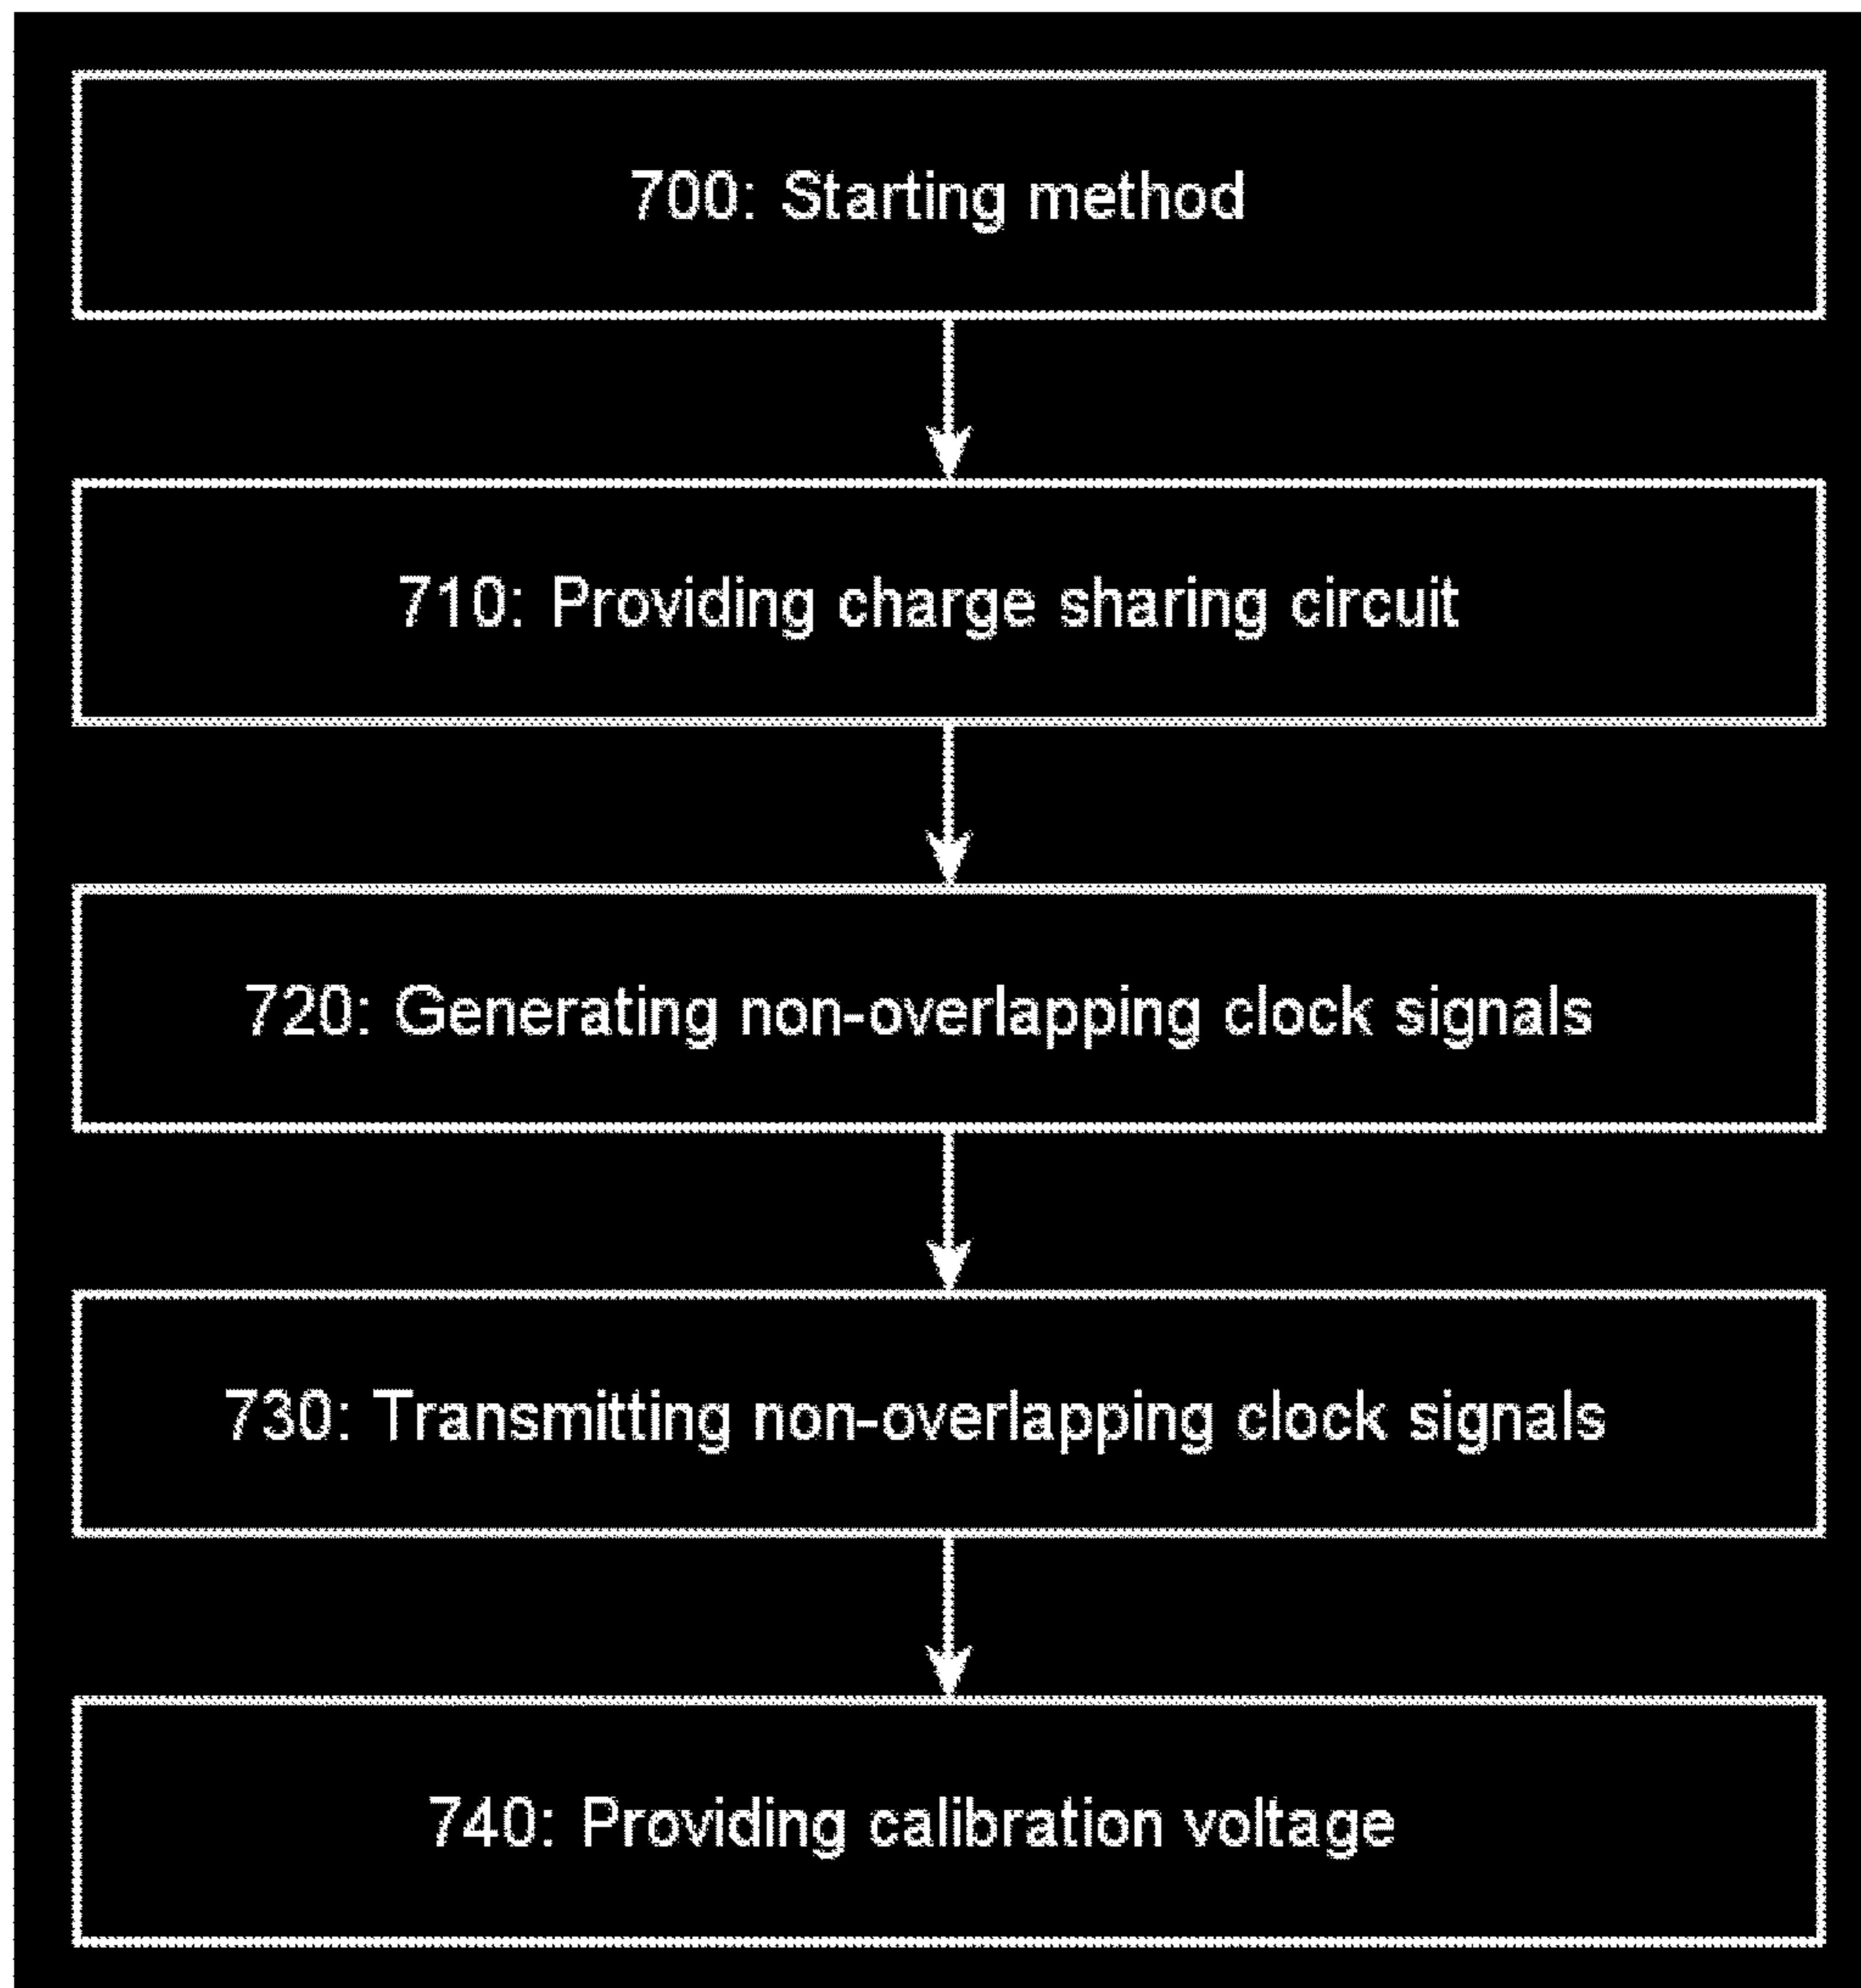 700: Starting method
710: Providing charge sharing circuit
720: Generating non-overlapping clock signals
730: Transmitting non-overlapping clock signals
740: Providing calibration voltage